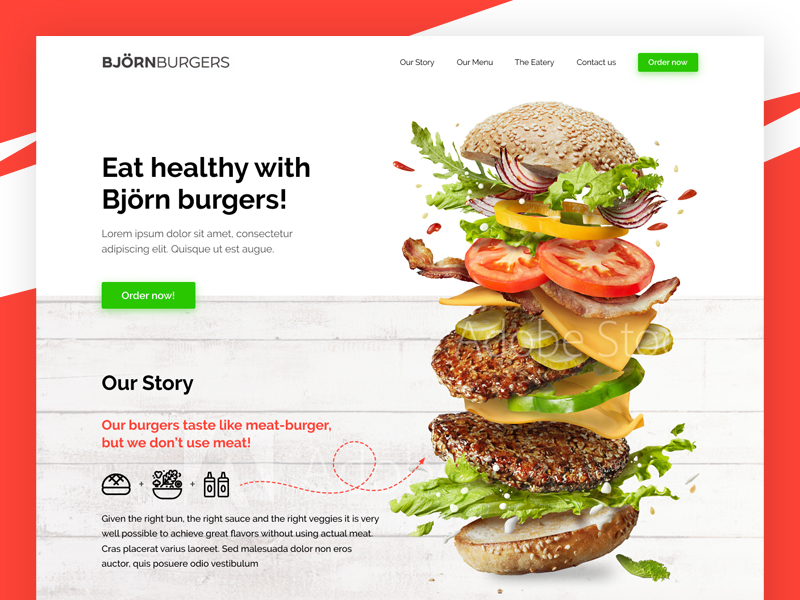 BJÖRNBURGERS
Our Story
Our Menu
The Eatery
Contact us
Order now
Eat healthy with
Björn burgers!
Lorem ipsum dolor sit amet, consectetur
adipiscing elit. Quisque ut est augue.
Order now!
Adobe Stoc
Our Story
Our burgers taste like meat-burger,
but we don't use meat!
+ +
Given the right bun, the right sauce and the right veggies it is very
well possible to achieve great flavors without using actual meat.
Cras placerat varius laoreet. Sed malesuada dolor non eros
auctor, quis posuere odio vestibulum